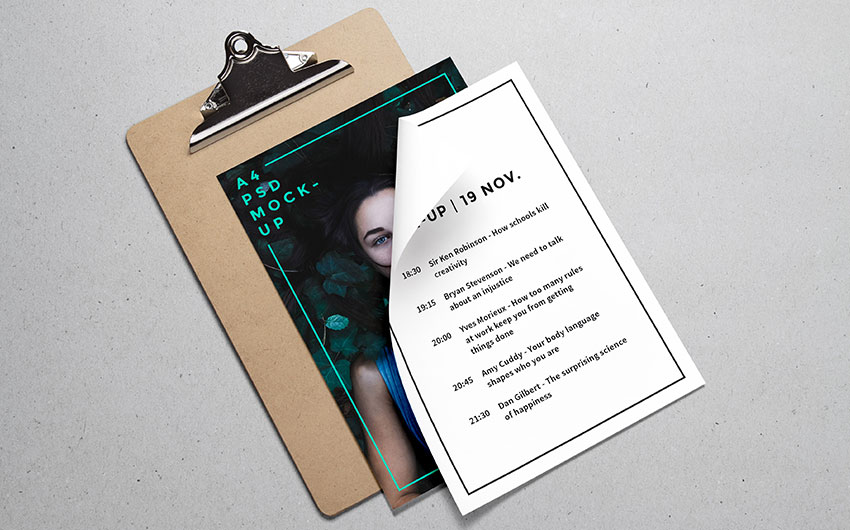 A4
PSD
MOCK-
UP
-UP | 19 NOV.
18:30 Sir Ken Robinson - How schools kill
creativity
19:15 Bryan Stevenson - We need to talk
about an injustice
20:00 Yves Morieux - How too many rules
at work keep you from getting
things done
20:45 Amy Cuddy - Your body language
shapes who you are
21:30 Dan Gilbert - The surprising science
of happiness